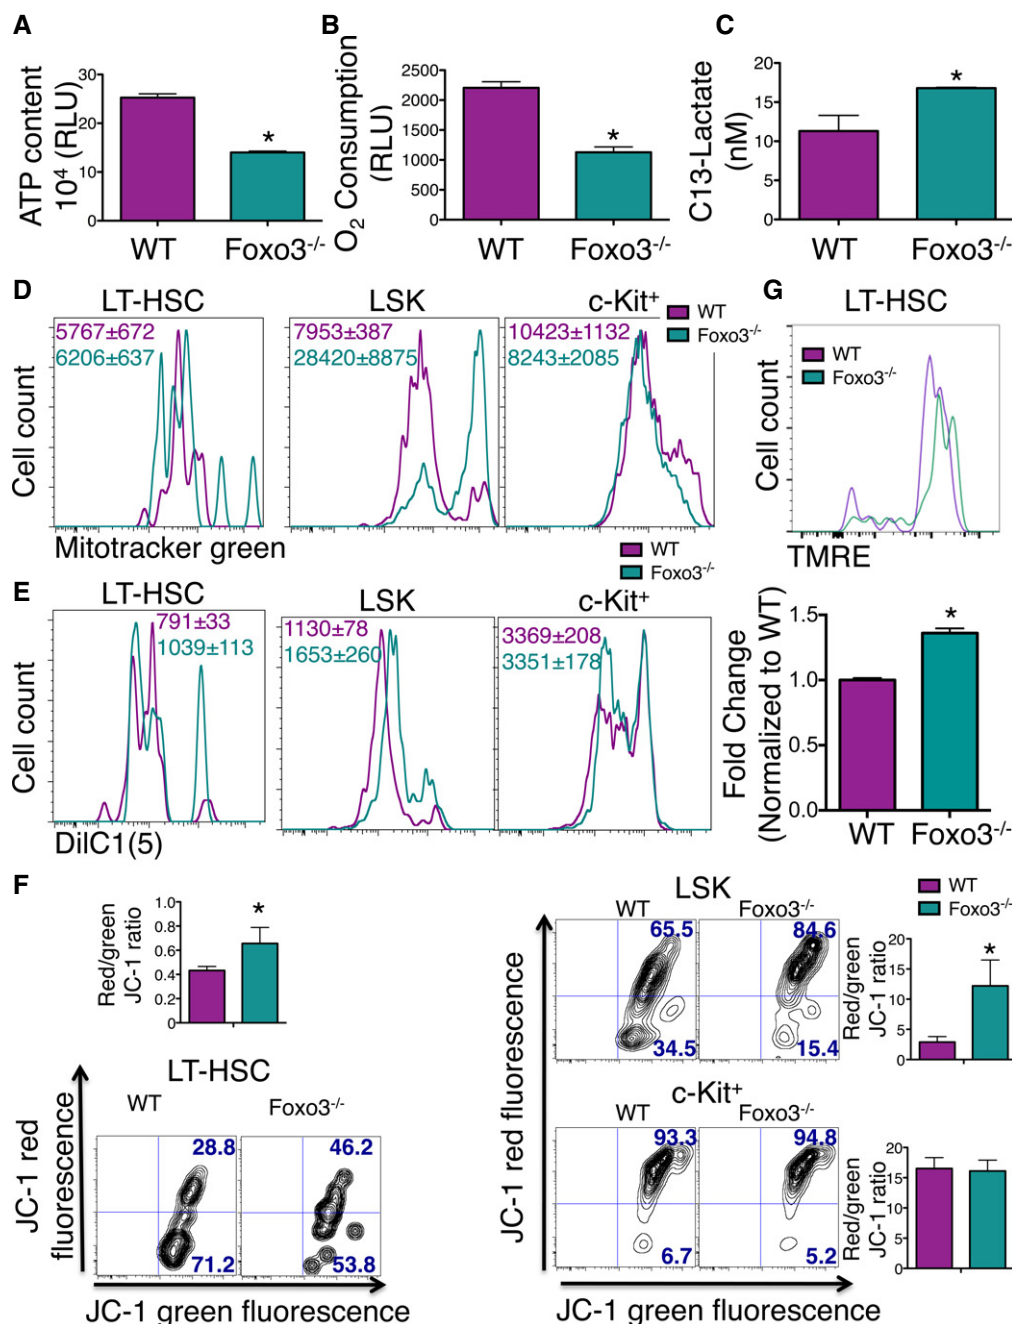 A
ATP content
10⁴ (RLU)
30
20
10
0
*
WT
Foxo3-/-
B
O2 Consumption
(RLU)
2500
2000
1500
1000
500
0
*
WT
Foxo3-/-
C
C13-Lactate
(nM)
20
15
10
5
0
*
WT
Foxo3-/-
D
LT-HSC
5767±672
6206±637
Cell count
Mitotracker green
LSK
7953±387
28420±8875
c-Kit+
10423±1132
8243±2085
WT
Foxo3-/-
G
LT-HSC
WT
Foxo3-/-
Cell count
TMRE
Fold Change
(Normalized to WT)
1.5
1.0
0.5
0.0
*
WT
Foxo3-/-
WT
Foxo3-/-
E
LT-HSC
791±33
1039±113
Cell count
DilC1(5)
LSK
1130±78
1653±260
c-Kit+
3369±208
3351±178
F
Red/green
JC-1 ratio
1.0
0.8
0.6
0.4
0.2
0
*
LT-HSC
WT
Foxo3-/-
28.8
71.2
46.2
53.8
JC-1 red
fluorescence
JC-1 green fluorescence
LSK
WT
Foxo3-/-
65.5
34.5
84.6
15.4
WT
Foxo3-/-
Red/green
JC-1 ratio
20
15
10
5
0
*
c-Kit+
WT
Foxo3-/-
93.3
6.7
94.8
5.2
Red/green
JC-1 ratio
20
15
10
5
0
JC-1 red fluorescence
JC-1 green fluorescence